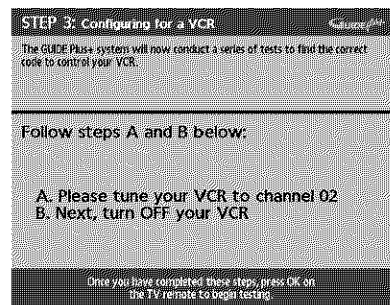 STEP 3: Configuring for a VCR
GUIDE Plus+
The GUIDE Plus+ system will now conduct a series of tests to find the correct
code to control your VCR.
Follow steps A and B below:
A. Please tune your VCR to channel 02
B. Next, turn OFF your VCR
Once you have completed these steps, press OK on
the TV remote to begin testing.